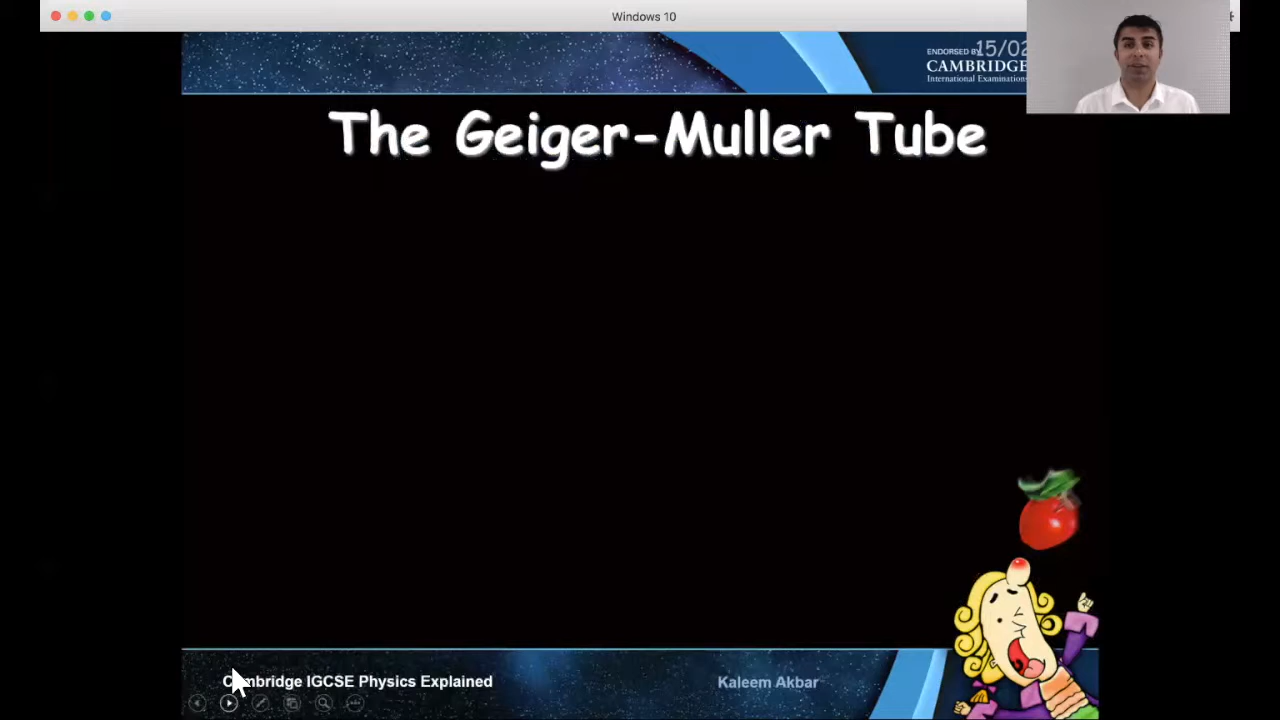 Windows 10
ENDORSED BY
15/02
CAMBRIDGE
International Examinations
The Geiger-Muller Tube
Cambridge IGCSE Physics Explained
Kaleem Akbar